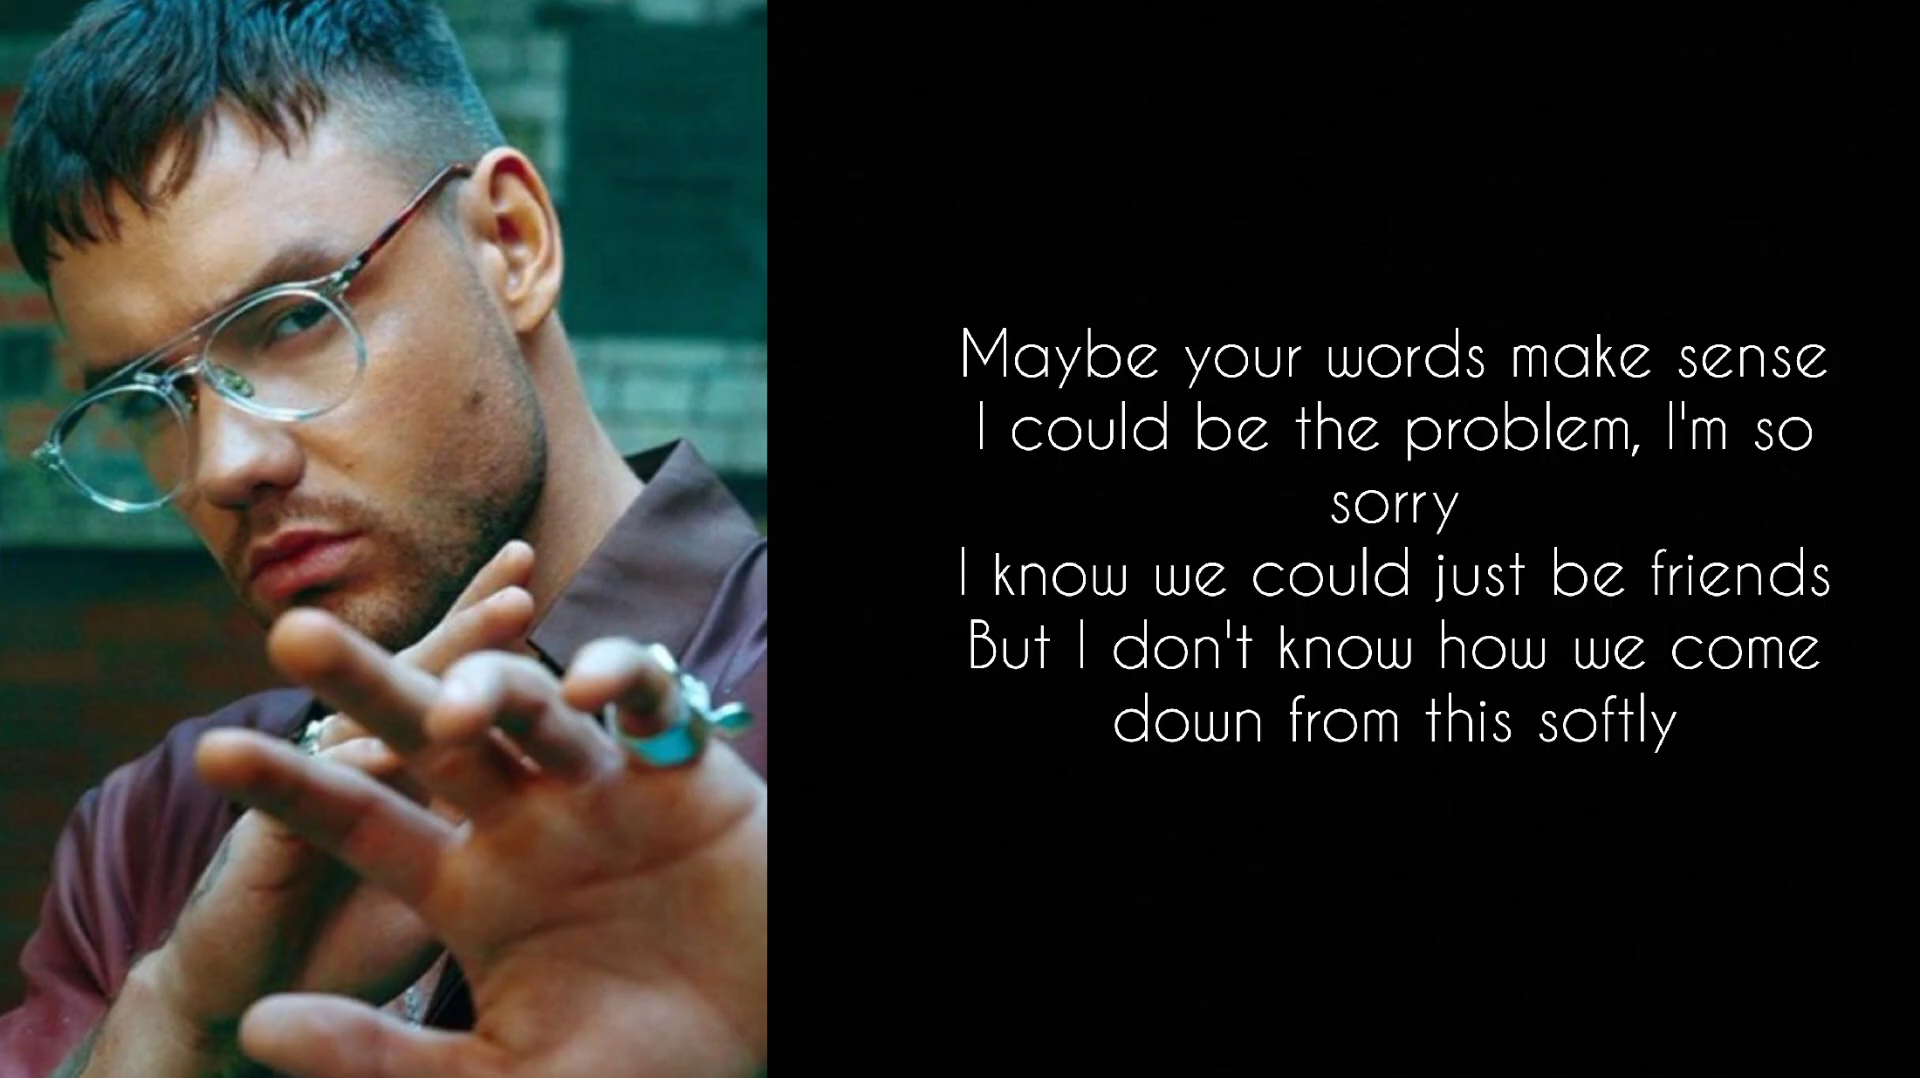 Maybe your words make sense
I could be the problem, I'm so
sorry
I know we could just be friends
But I don't know how we come
down from this softly